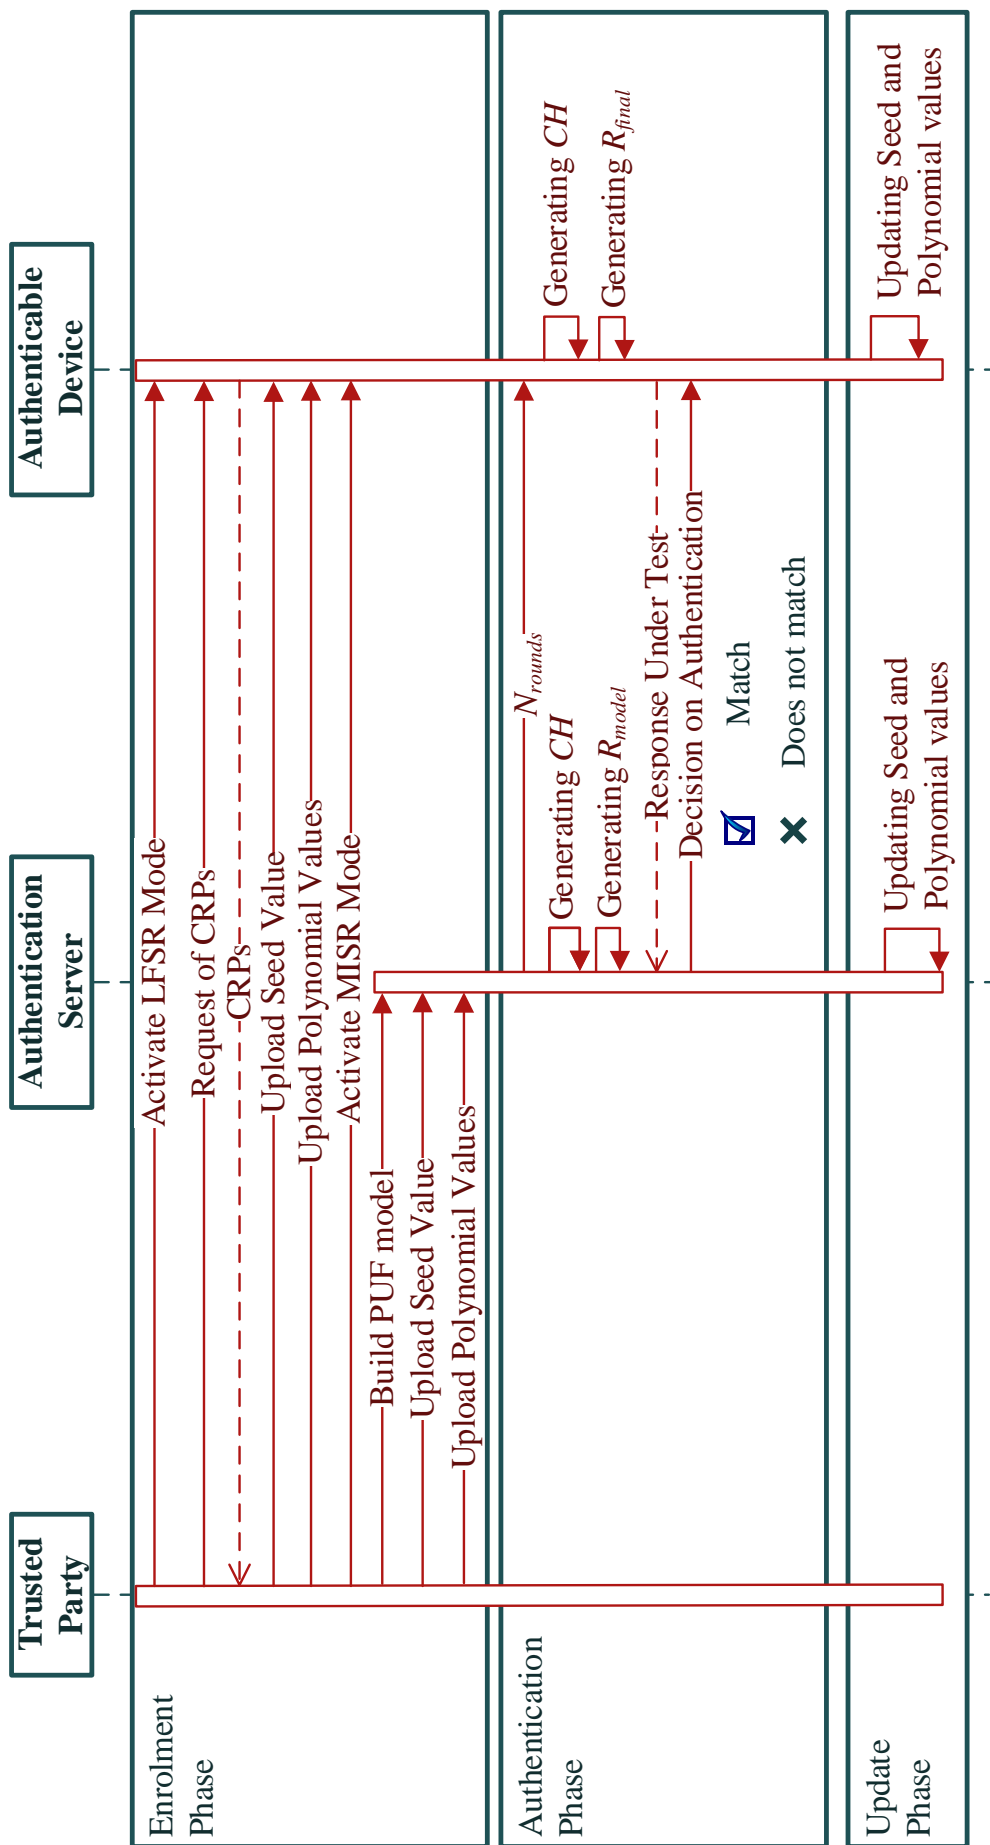 Trusted
Party
Authentication
Server
Authenticable
Device
Enrolment
Phase
Activate LFSR Mode
Request of CRPs
CRPs
Upload Seed Value
Upload Polynomial Values
Activate MISR Mode
Build PUF model
Upload Seed Value
Upload Polynomial Values
Authentication
Phase
N_rounds
Generating CH
Generating CH
Generating R_model
Generating R_final
Response Under Test
Decision on Authentication
Match
Does not match
Update
Phase
Updating Seed and
Polynomial values
Updating Seed and
Polynomial values